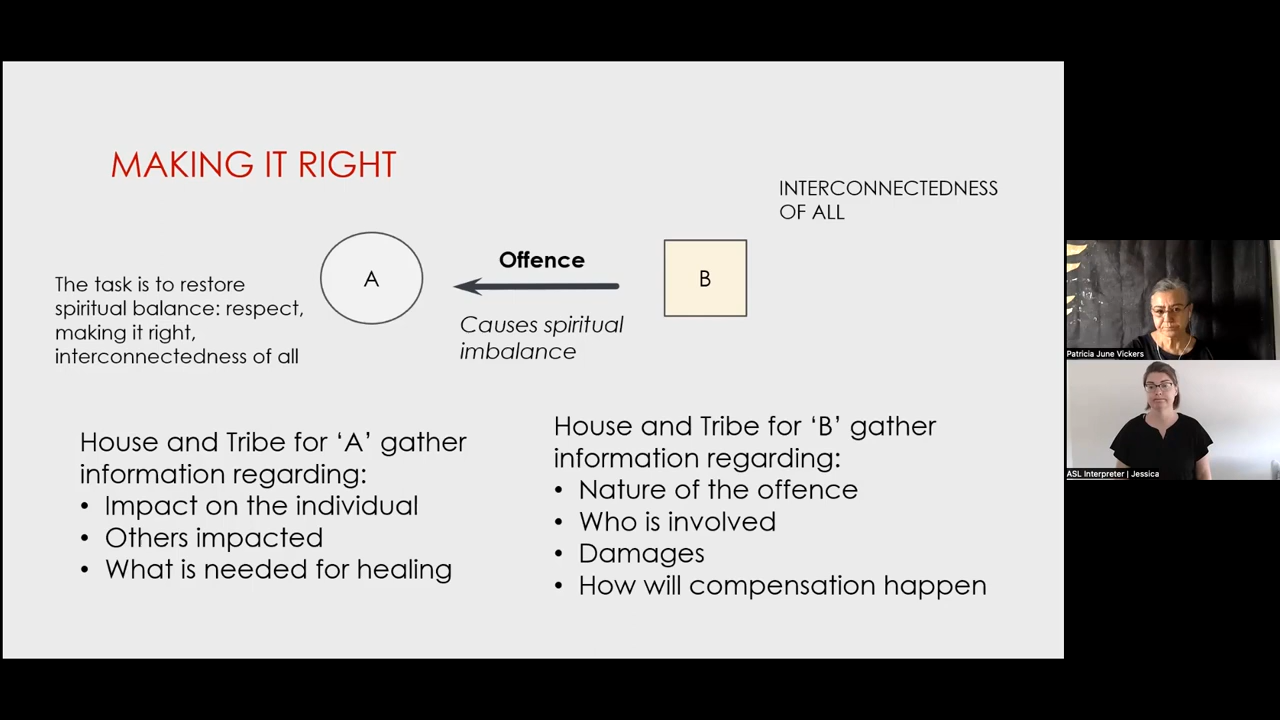 MAKING IT RIGHT
INTERCONNECTEDNESS
OF ALL
The task is to restore
spiritual balance: respect,
making it right,
interconnectedness of all
A
Offence
Causes spiritual
imbalance
B
House and Tribe for ‘A’ gather
information regarding:
• Impact on the individual
• Others impacted
• What is needed for healing
House and Tribe for ‘B’ gather
information regarding:
• Nature of the offence
• Who is involved
• Damages
• How will compensation happen
Patricia June Vickers
ASL Interpreter | Jessica